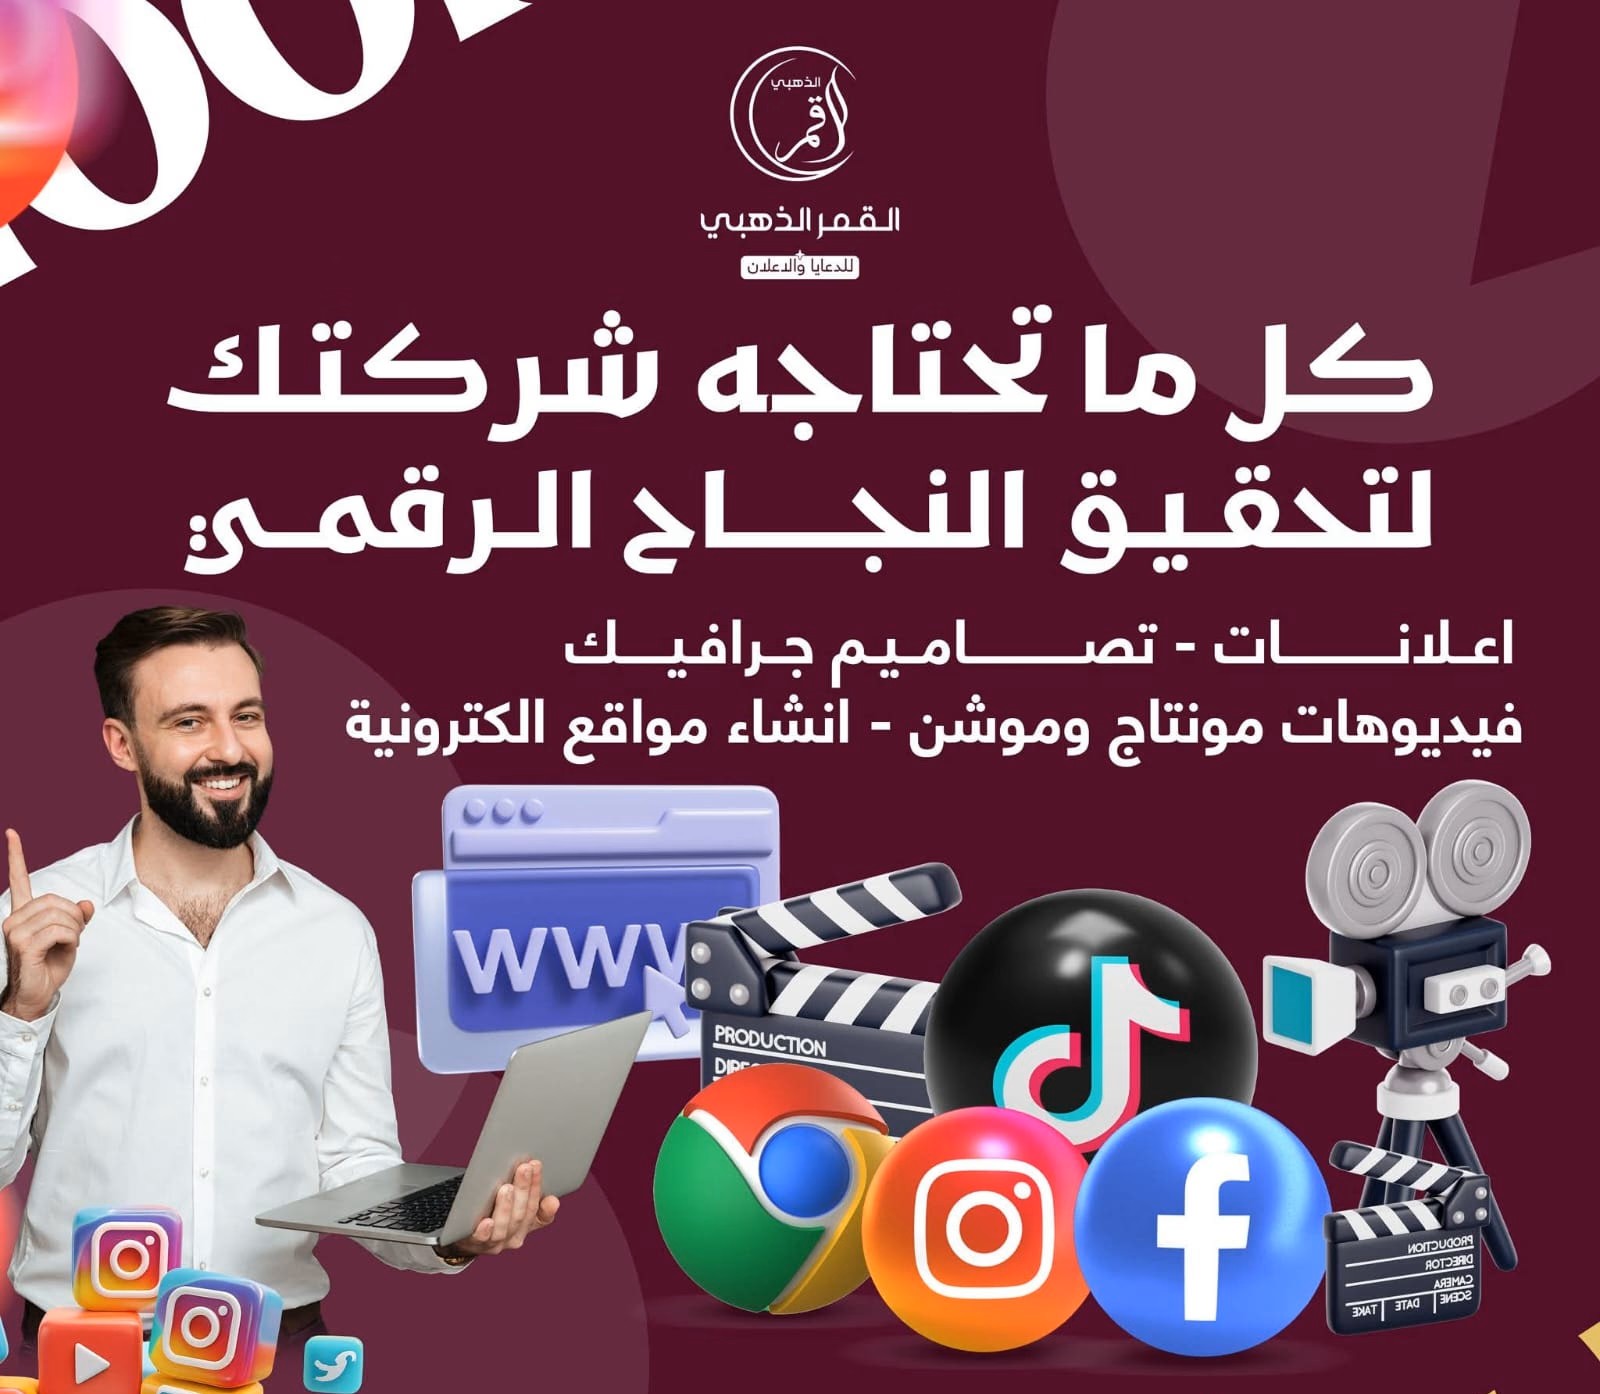 الذهبي
القمر
القمر الذهبي
للدعايا والاعلان
كل ما تحتاجه شركتك
لتحقيق النجاح الرقمي
اعلانات - تصاميم جرافيك
فيديوهات مونتاج وموشن - انشاء مواقع الكترونية
www
PRODUCTION
PRODUCTION
DIRECTOR
CAMERA
SCENE DATE TAKE